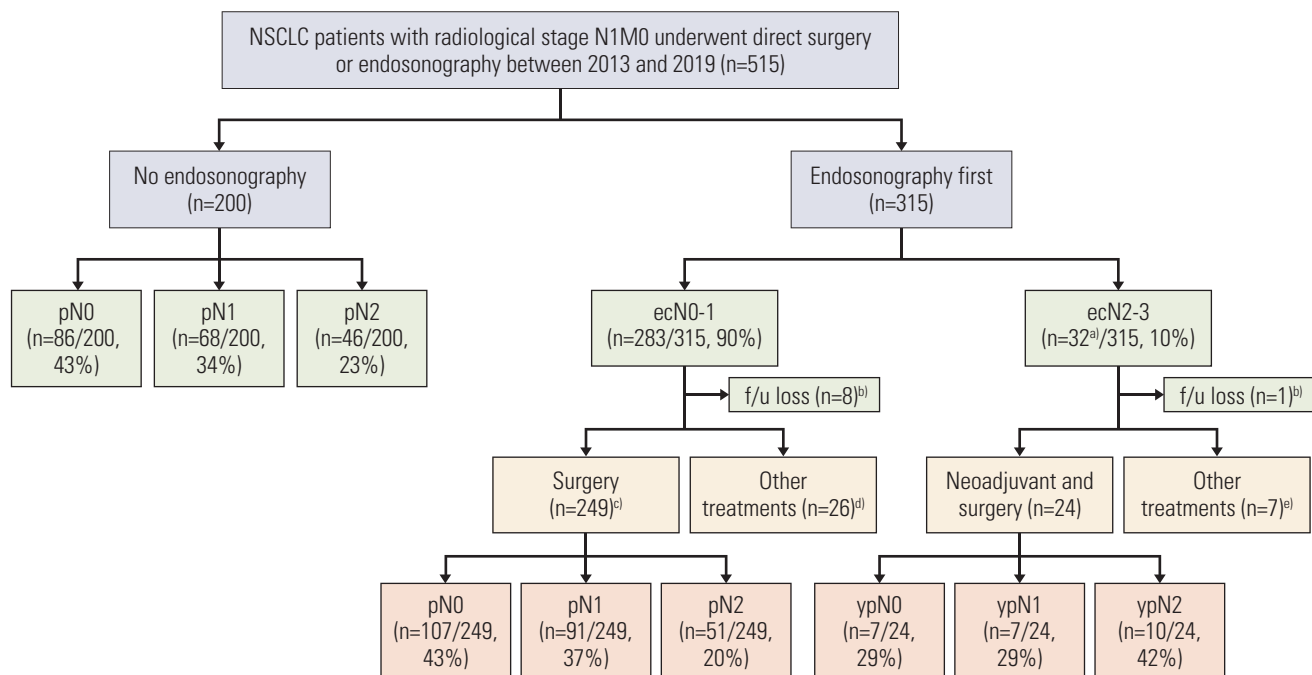 NSCLC patients with radiological stage N1M0 underwent direct surgery
or endosonography between 2013 and 2019 (n=515)
No endosonography
(n=200)
Endosonography first
(n=315)
pN0
(n=86/200,
43%)
pN1
(n=68/200,
34%)
pN2
(n=46/200,
23%)
ecN0-1
(n=283/315, 90%)
ecN2-3
(n=32a)/315, 10%)
f/u loss (n=8)b)
f/u loss (n=1)b)
Surgery
(n=249)c)
Other
treatments (n=26)d)
Neoadjuvant and
surgery (n=24)
Other
treatments (n=7)e)
pN0
(n=107/249,
43%)
pN1
(n=91/249,
37%)
pN2
(n=51/249,
20%)
ypN0
(n=7/24,
29%)
ypN1
(n=7/24,
29%)
ypN2
(n=10/24,
42%)